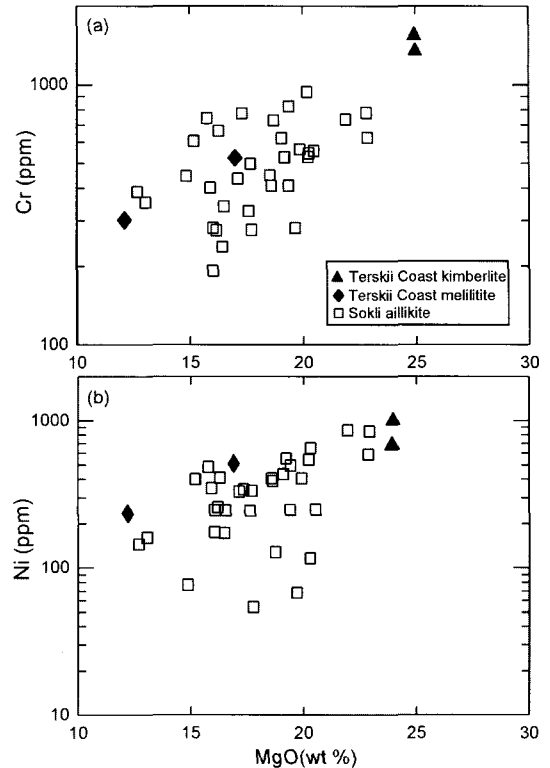 (a)
1000
Cr (ppm)
▲ Terskii Coast kimberlite
◆ Terskii Coast melilitite
□ Sokli aillikite
100
10 15 20 25 30
(b)
1000
Ni (ppm)
100
10
10 15 20 25 30
MgO(wt %)